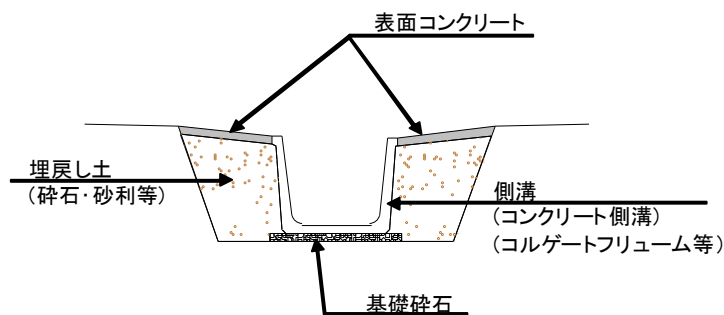 表面コンクリート
埋戻し土
（砕石・砂利等）
側溝
（コンクリート側溝）
（コルゲートフリューム等）
基礎砕石